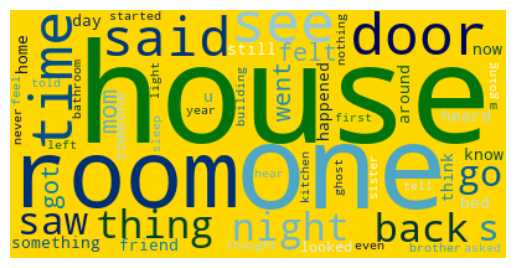 day started said see door now
home time still felt nothing
never feel told bathroom mom someone light u year building went happened around heard m going
house
left got sleep first think know
room one hear kitchen ghost sister tell go
saw thing night back s bed
something friend thought looked even brother asked